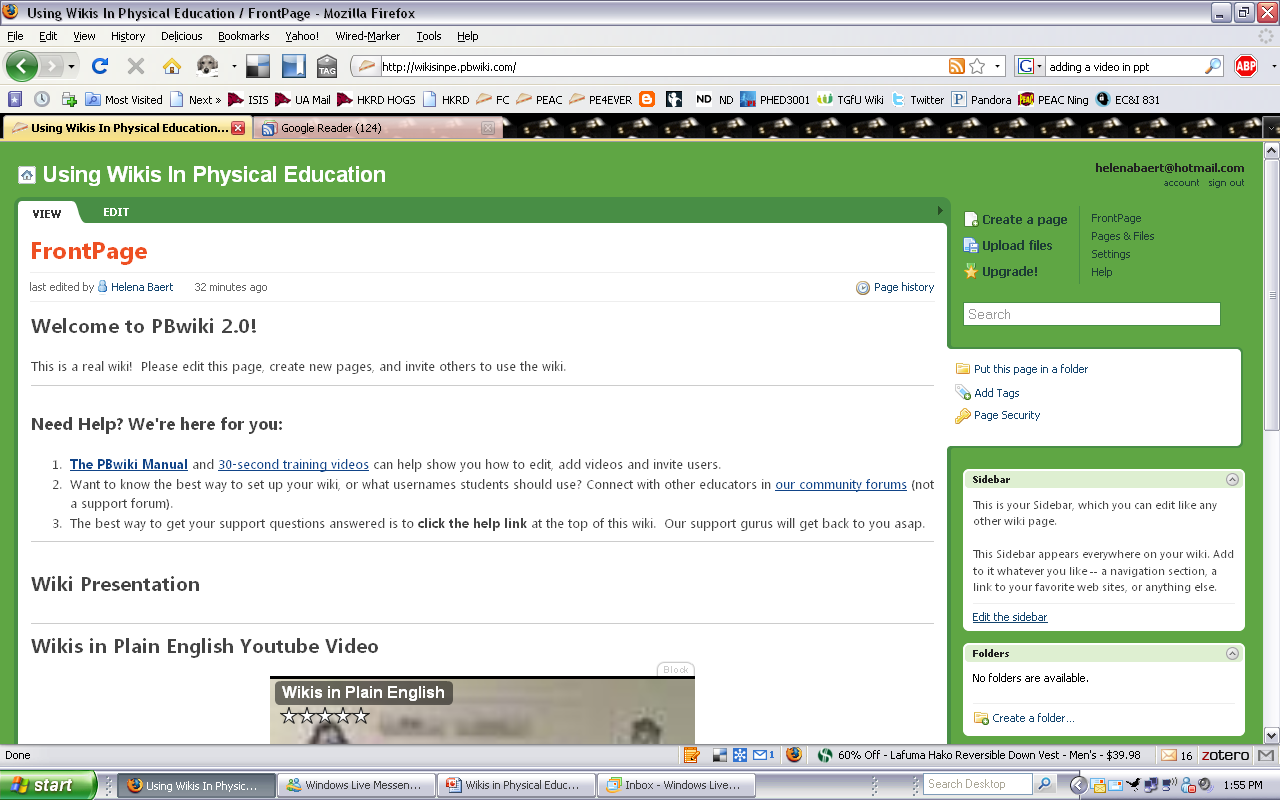 Using Wikis In Physical Education / FrontPage - Mozilla Firefox
File Edit View History Delicious Bookmarks Yahoo! Wired-Marker Tools Help
TAG
http://wikisinpe.pbwiki.com/
G
adding a video in ppt
ABP
Most Visited Next » ISIS UA Mail HKRD HOGS HKRD FC PEAC PE4EVER ND ND PHED3001 TGfU Wiki Twitter Pandora PEAC Ning EC&I 831
Using Wikis In Physical Education... Google Reader (124)
Using Wikis In Physical Education
helenabaert@hotmail.com
account sign out
VIEW EDIT
Create a page
Upload files
Upgrade!
FrontPage
Pages & Files
Settings
Help
Search
FrontPage
last edited by Helena Baert 32 minutes ago Page history
Welcome to PBwiki 2.0!
This is a real wiki! Please edit this page, create new pages, and invite others to use the wiki.
Need Help? We're here for you:
1. The PBwiki Manual and 30-second training videos can help show you how to edit, add videos and invite users.
2. Want to know the best way to set up your wiki, or what usernames students should use? Connect with other educators in our community forums (not
a support forum).
3. The best way to get your support questions answered is to click the help link at the top of this wiki. Our support gurus will get back to you asap.
Wiki Presentation
Wikis in Plain English Youtube Video
Block
Wikis in Plain English
Put this page in a folder
Add Tags
Page Security
Sidebar
This is your Sidebar, which you can edit like any
other wiki page.
This Sidebar appears everywhere on your wiki. Add
to it whatever you like -- a navigation section, a
link to your favorite web sites, or anything else.
Edit the sidebar
Folders
No folders are available.
Create a folder...
Done
1
60% Off - Lafuma Hako Reversible Down Vest - Men's - $39.98
16
zotero
start
Using Wikis In Physic...
Windows Live Messen...
Wikis in Physical Educ...
Inbox - Windows Live...
Search Desktop
1:55 PM